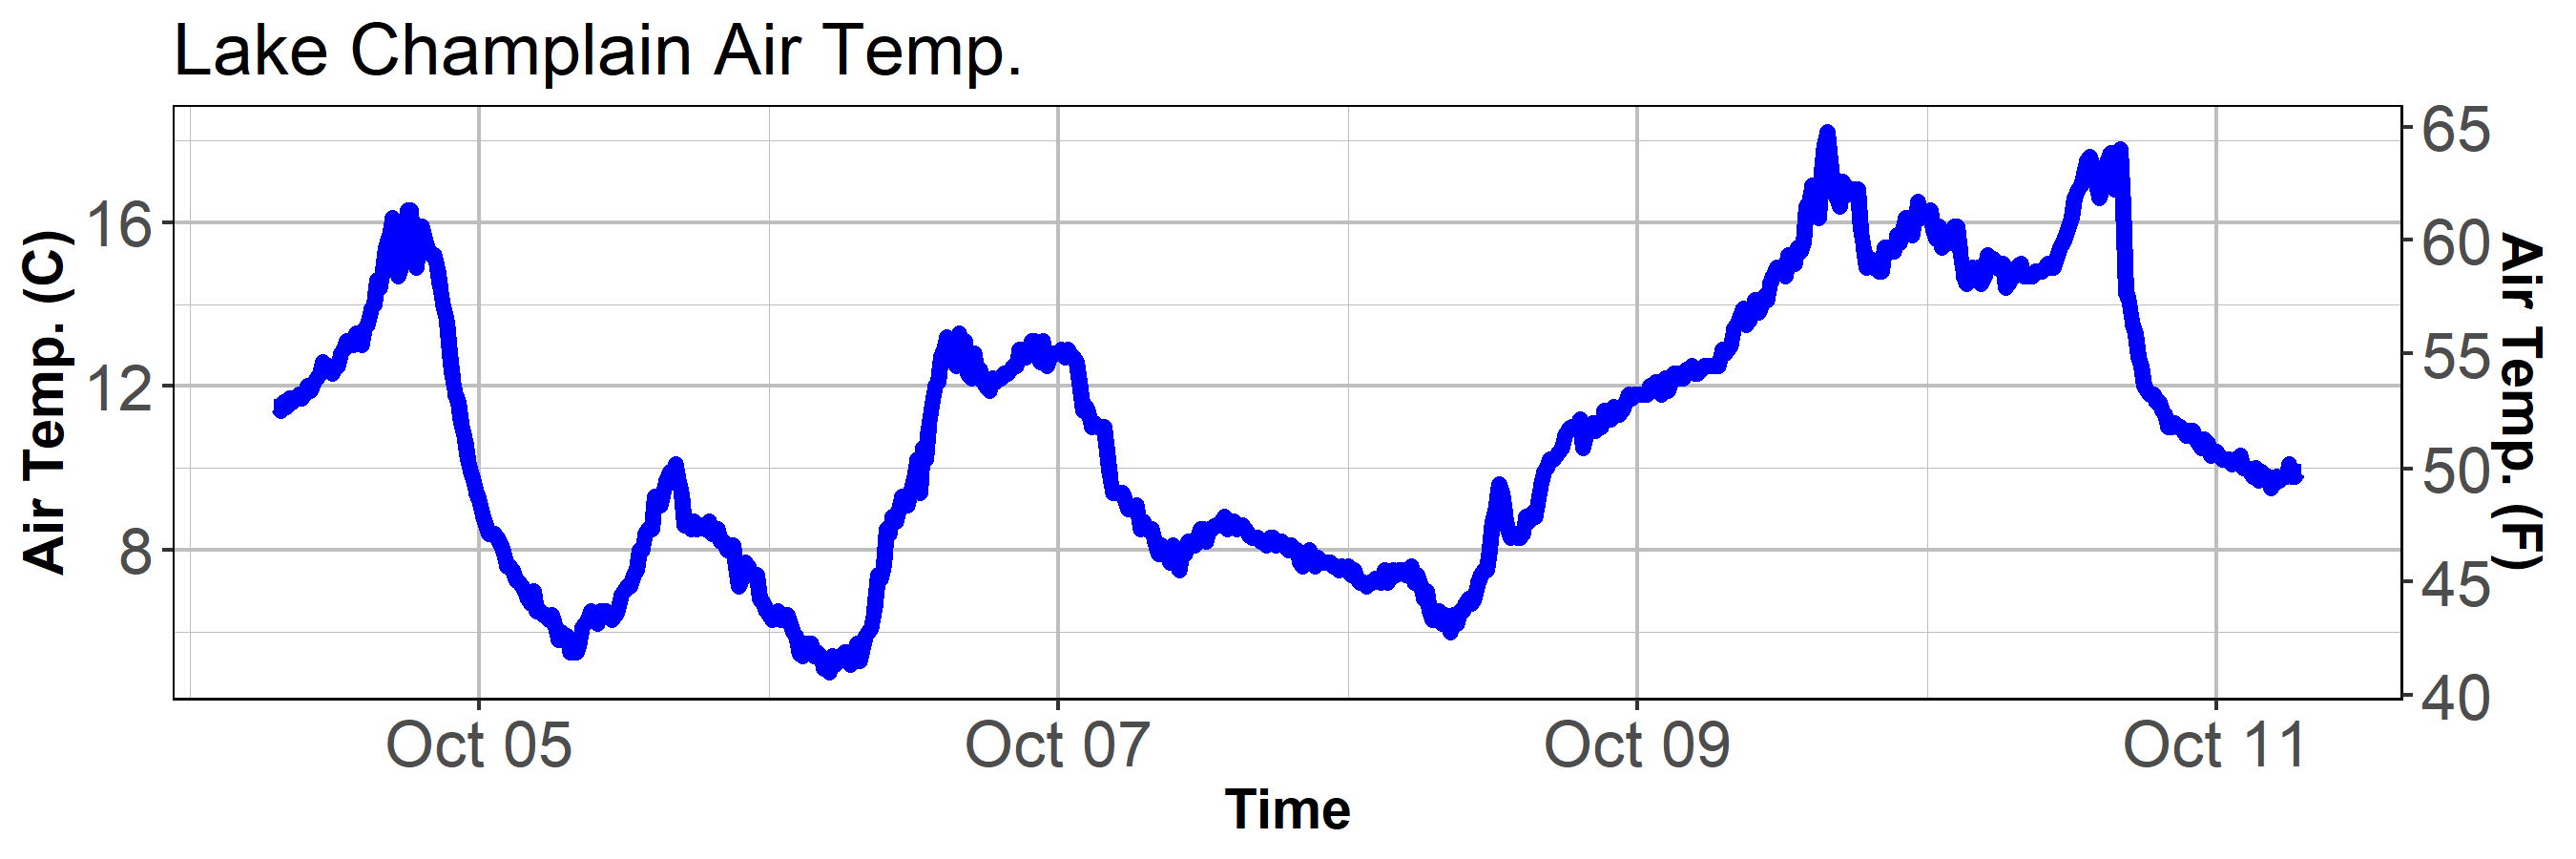 Lake Champlain Air Temp.
Air Temp. (C)
16
12
8
65
60
55
50
45
40
Air Temp. (F)
Oct 05 Oct 07 Oct 09 Oct 11
Time